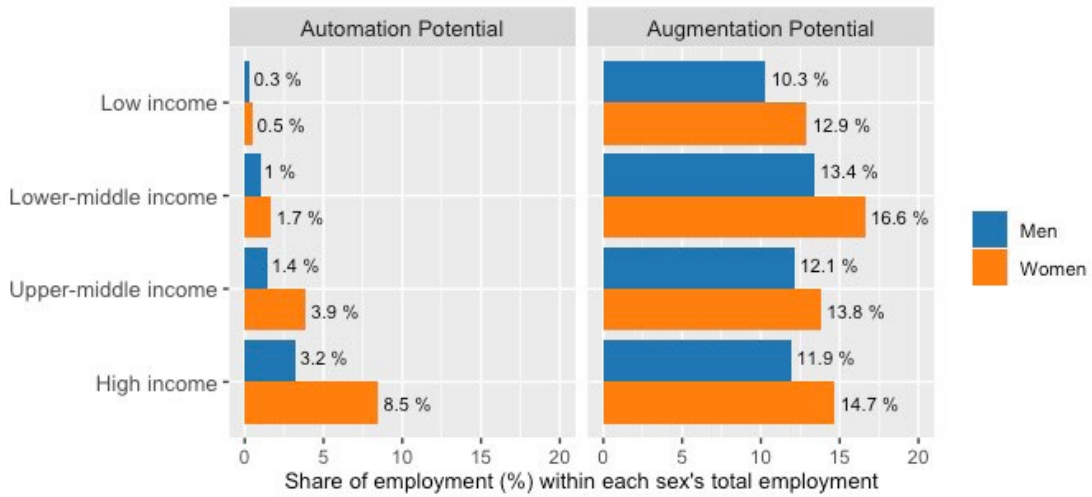 Automation Potential
Augmentation Potential
Low income
0.3 %
0.5 %
10.3 %
12.9 %
Lower-middle income
1 %
1.7 %
13.4 %
16.6 %
Upper-middle income
1.4 %
3.9 %
12.1 %
13.8 %
High income
3.2 %
8.5 %
11.9 %
14.7 %
0 5 10 15 20
0 5 10 15 20
Share of employment (%) within each sex's total employment
Men
Women